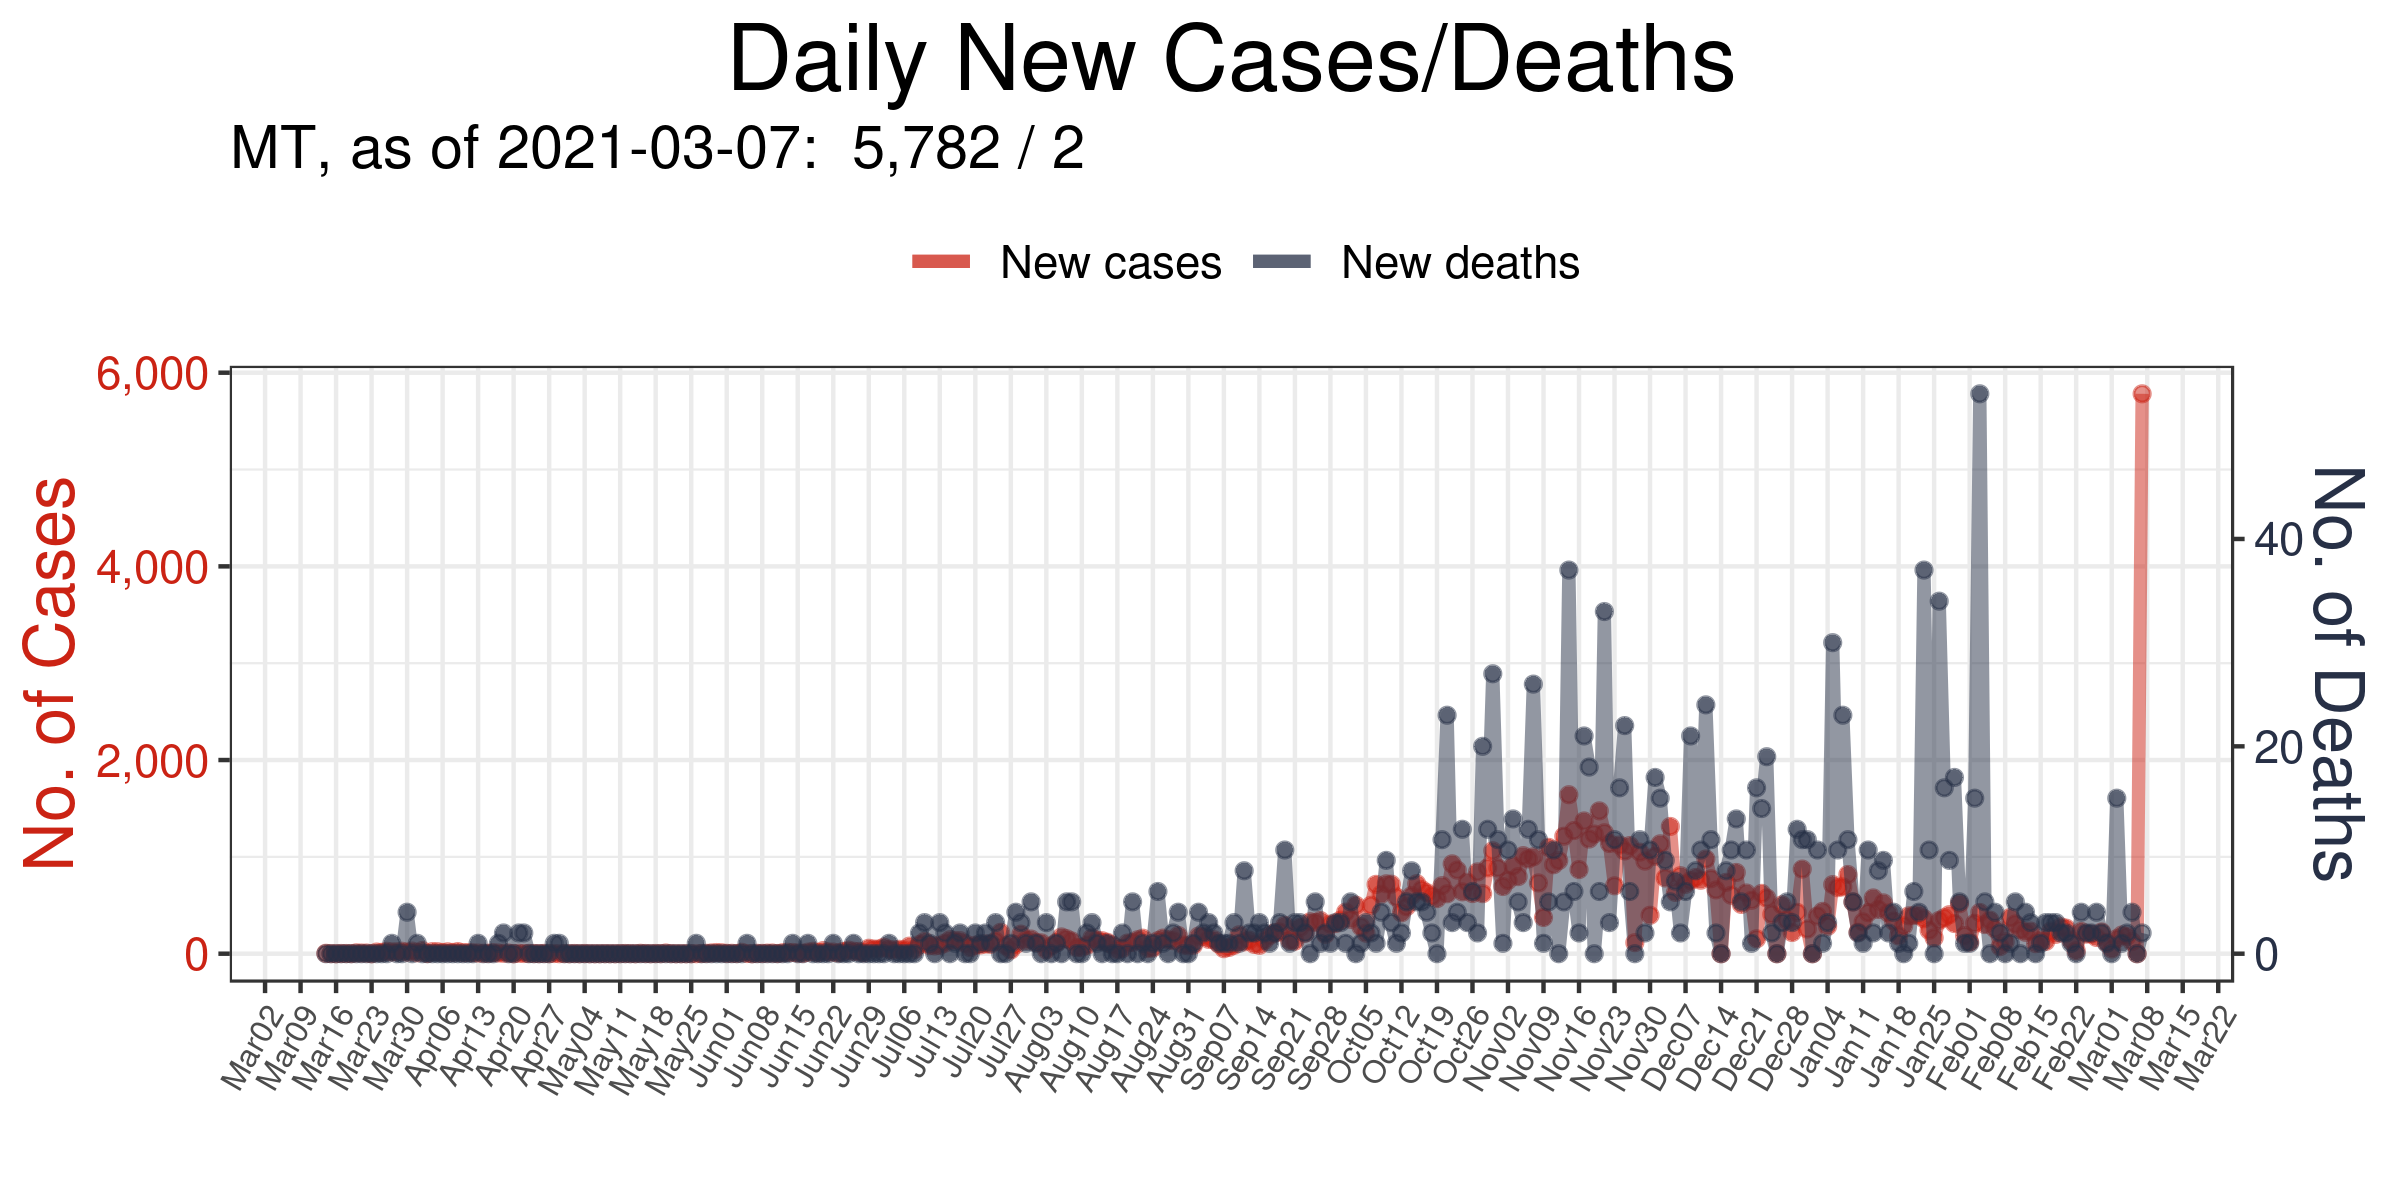 Daily New Cases/Deaths
MT, as of 2021-03-07:  5,782 / 2
New cases
New deaths
No. of Cases
6,000
4,000
2,000
0
40
20
0
No. of Deaths
Mar02
Mar09
Mar16
Mar23
Mar30
Apr06
Apr13
Apr20
Apr27
May04
May11
May18
May25
Jun01
Jun08
Jun15
Jun22
Jun29
Jul06
Jul13
Jul20
Jul27
Aug03
Aug10
Aug17
Aug24
Aug31
Sep07
Sep14
Sep21
Sep28
Oct05
Oct12
Oct19
Oct26
Nov02
Nov09
Nov16
Nov23
Nov30
Dec07
Dec14
Dec21
Dec28
Jan04
Jan11
Jan18
Jan25
Feb01
Feb08
Feb15
Feb22
Mar01
Mar08
Mar15
Mar22